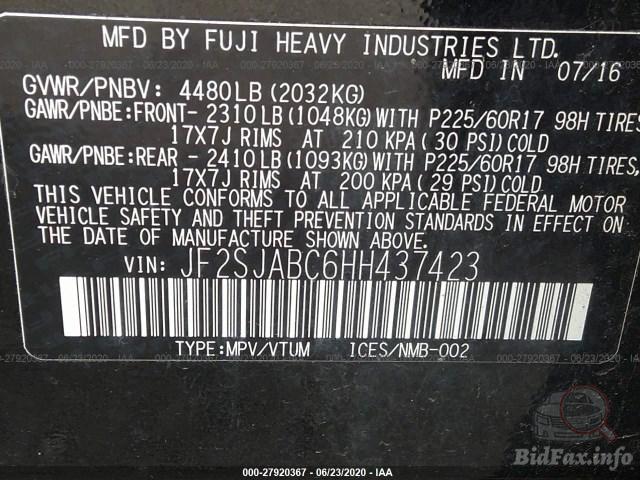 MFD BY FUJI HEAVY INDUSTRIES LTD.
MFD IN 07/16
GVWR/PNBV: 4480LB(2032KG)
GAWR/PNBE:FRONT- 2310LB(1048KG)WITH P225/60R17 98H TIRES
17X7J RIMS AT 210 KPA( 30 PSI)COLD
GAWR/PNBE:REAR - 2410LB(1093KG)WITH P225/60R17 98H TIRES,
17X7J RIMS AT 200 KPA(29 PSI)COLD
THIS VEHICLE CONFORMS TO ALL APPLICABLE FEDERAL MOTOR
VEHICLE SAFETY AND THEFT PREVENTION STANDARDS IN EFFECT ON
THE DATE OF MANUFACTURE SHOWN ABOVE.
VIN: JF2SJABC6HH437423
TYPE:MPV/VTUM ICES/NMB-002
BidFax.info
000-27920367 - 06/23/2020 - IAA